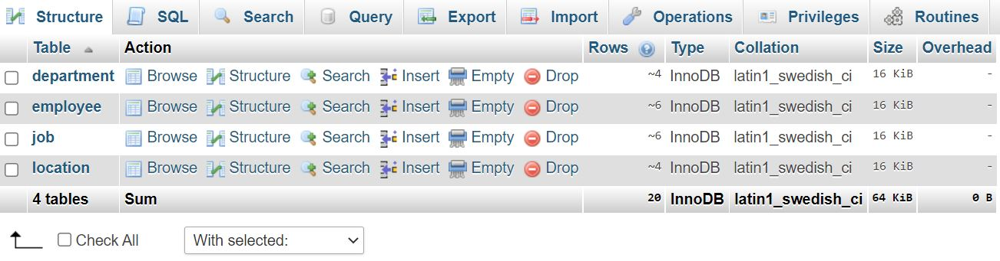 Structure SQL Search Query Export Import Operations Privileges Routines
Table Action Rows Type Collation Size Overhead
department Browse Structure Search Insert Empty Drop ~4 InnoDB latin1_swedish_ci 16 KiB -
employee Browse Structure Search Insert Empty Drop ~6 InnoDB latin1_swedish_ci 16 KiB -
job Browse Structure Search Insert Empty Drop ~6 InnoDB latin1_swedish_ci 16 KiB -
location Browse Structure Search Insert Empty Drop ~4 InnoDB latin1_swedish_ci 16 KiB -
4 tables Sum 20 InnoDB latin1_swedish_ci 64 KiB 0 B
Check All With selected: